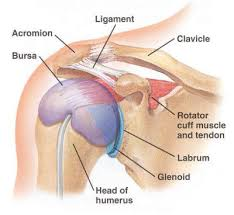 Ligament
Acromion
Clavicle
Bursa
Rotator
cuff muscle
and tendon
Labrum
Glenoid
Head of
humerus